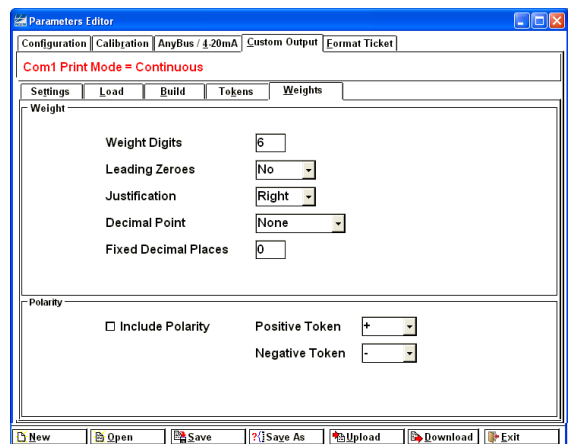 Parameters Editor
Configuration Calibration AnyBus / 4-20mA Custom Output Format Ticket
Com1 Print Mode = Continuous
Settings Load Build Tokens Weights
Weight
Weight Digits 6
Leading Zeroes No
Justification Right
Decimal Point None
Fixed Decimal Places 0
Polarity
Include Polarity Positive Token +
Negative Token -
New Open Save Save As Upload Download Exit